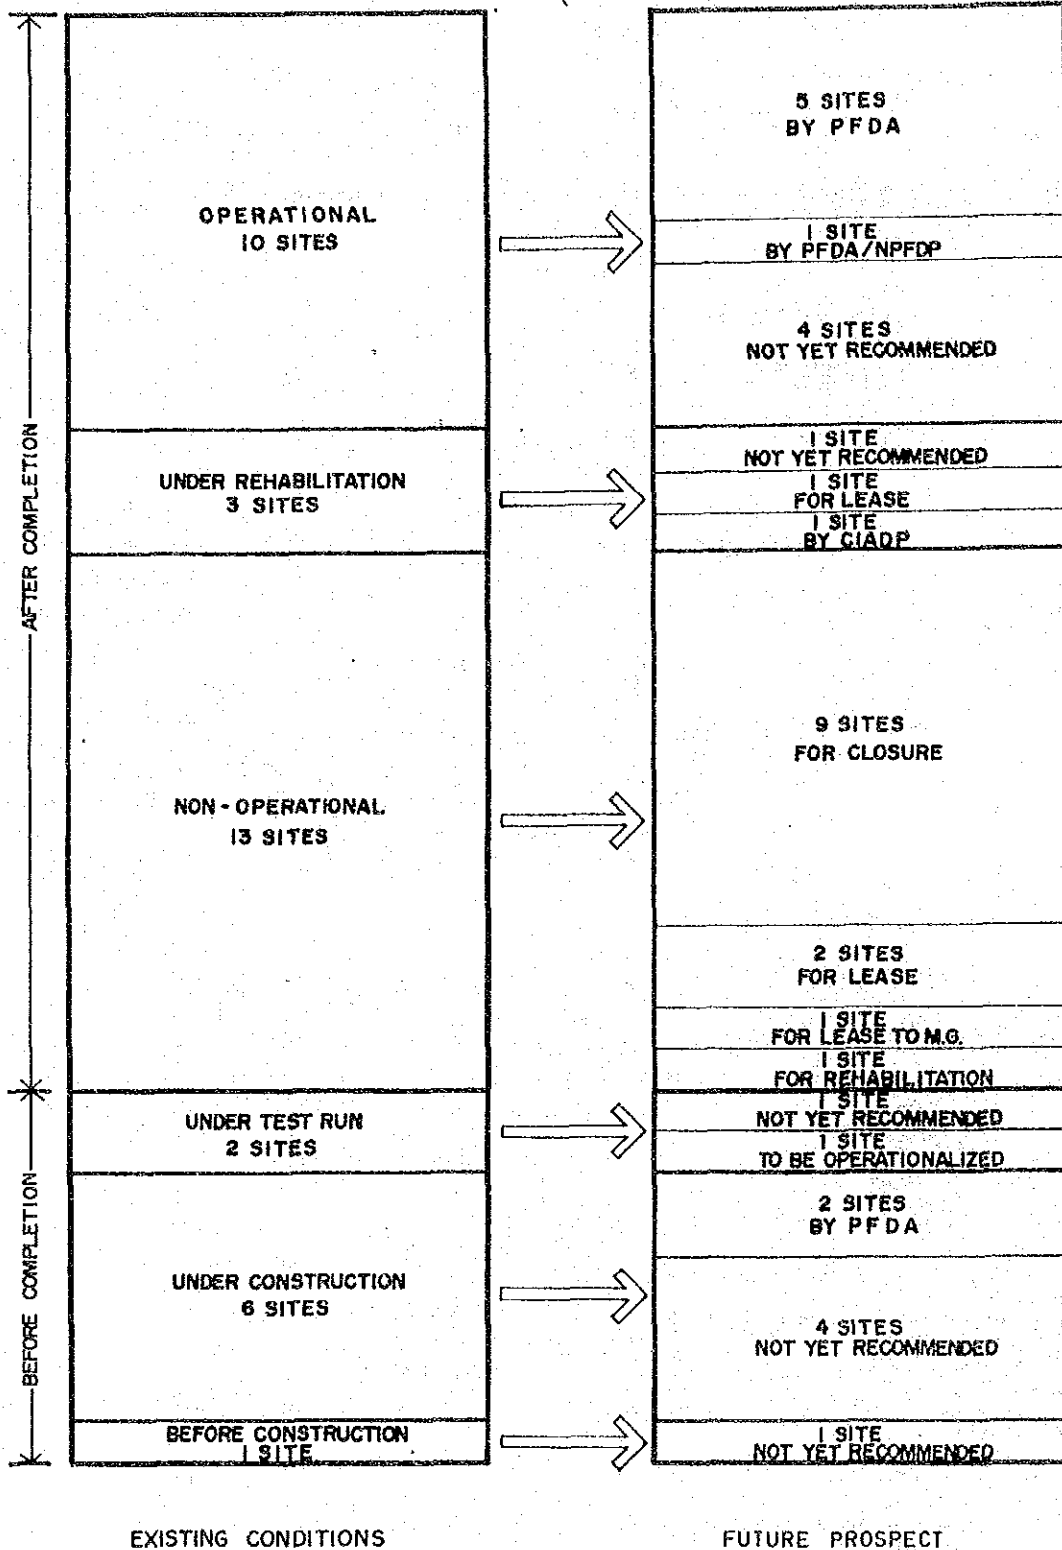 AFTER COMPLETION
BEFORE COMPLETION
OPERATIONAL
10 SITES
UNDER REHABILITATION
3 SITES
NON-OPERATIONAL
13 SITES
UNDER TEST RUN
2 SITES
UNDER CONSTRUCTION
6 SITES
BEFORE CONSTRUCTION
1 SITE
5 SITES
BY PFDA
1 SITE
BY PFDA/NPFDP
4 SITES
NOT YET RECOMMENDED
1 SITE
NOT YET RECOMMENDED
1 SITE
FOR LEASE
1 SITE
BY CIADP
9 SITES
FOR CLOSURE
2 SITES
FOR LEASE
1 SITE
FOR LEASE TO M.G.
1 SITE
FOR REHABILITATION
1 SITE
NOT YET RECOMMENDED
1 SITE
TO BE OPERATIONALIZED
2 SITES
BY PFDA
4 SITES
NOT YET RECOMMENDED
1 SITE
NOT YET RECOMMENDED
EXISTING CONDITIONS
FUTURE PROSPECT